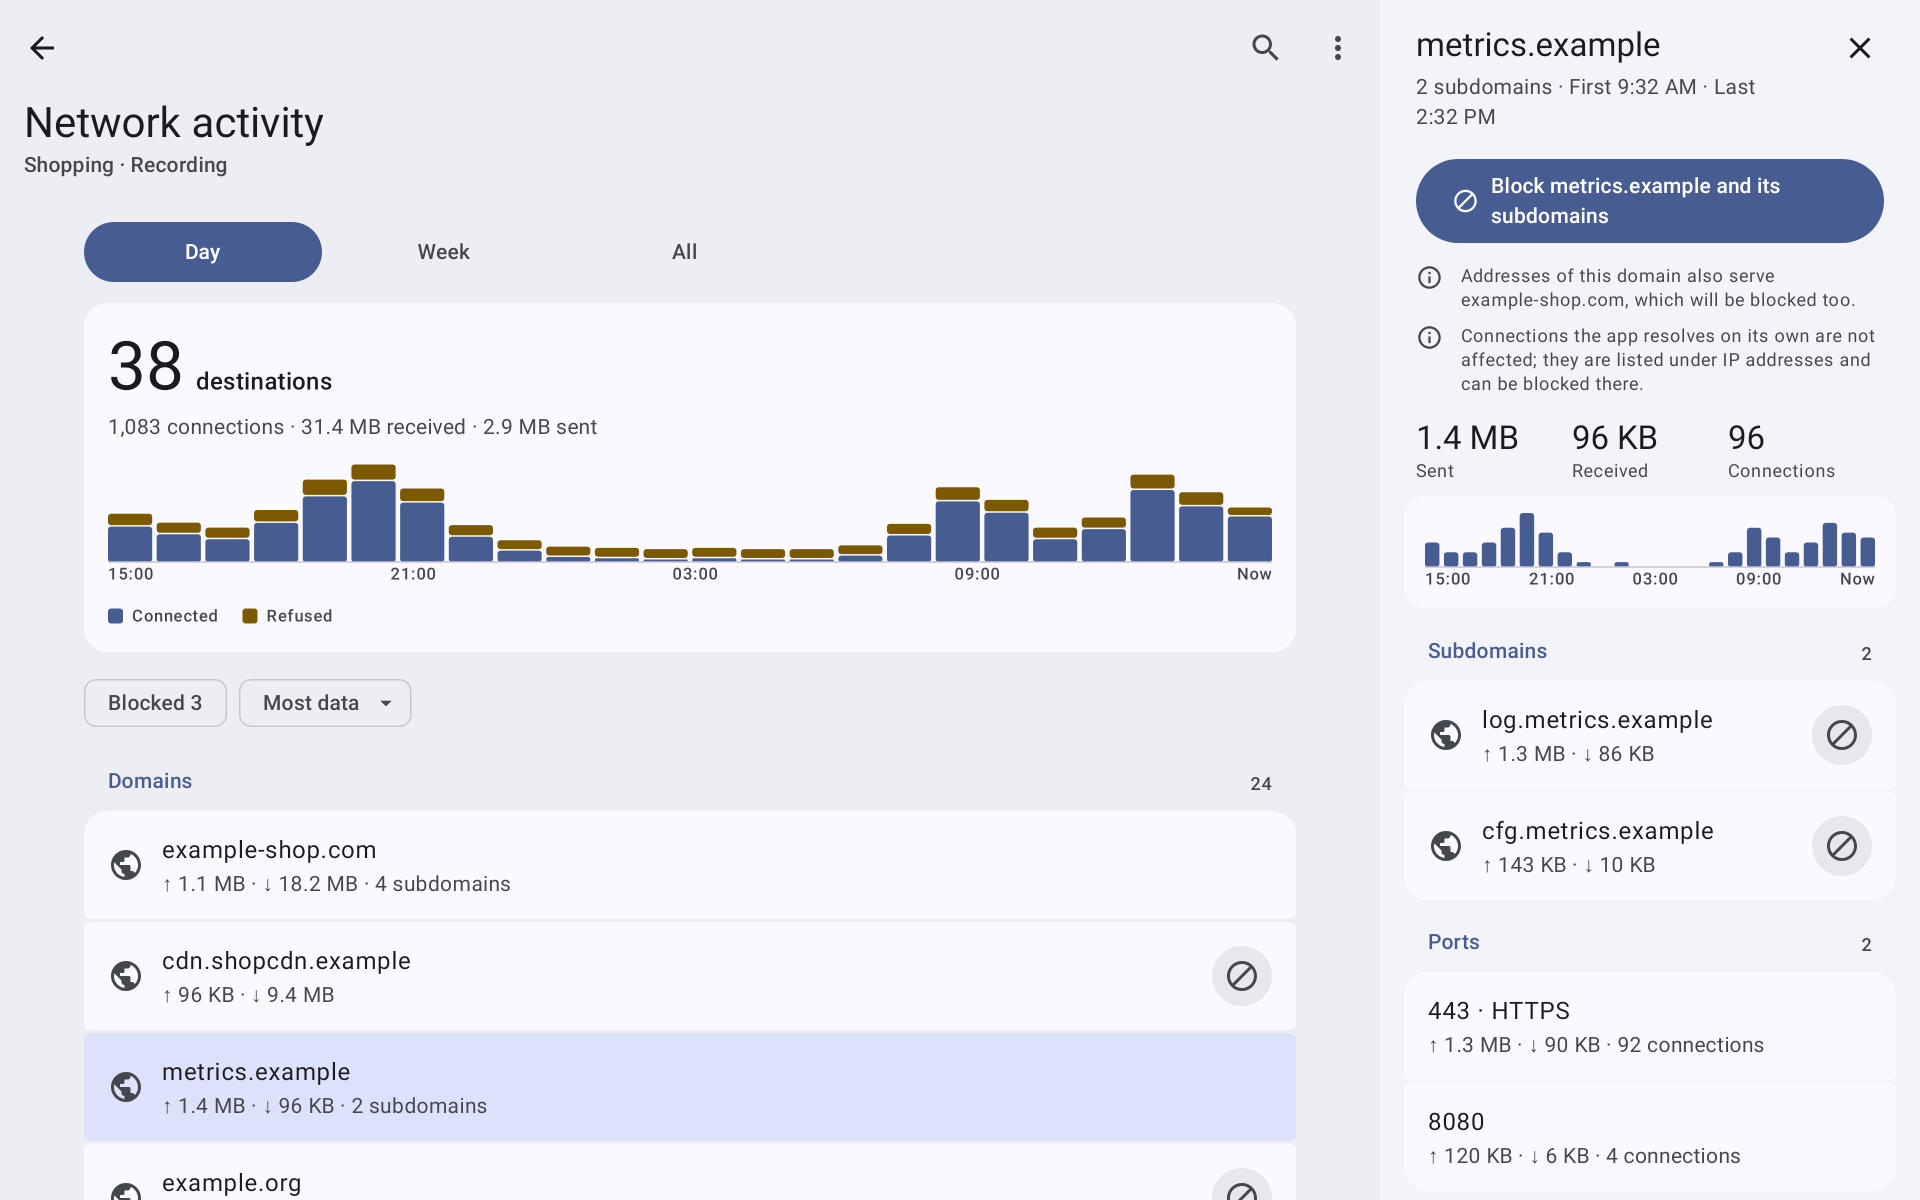 Network activity
Shopping · Recording
Day
Week
All
38 destinations
1,083 connections · 31.4 MB received · 2.9 MB sent
15:00
21:00
03:00
09:00
Now
Connected
Refused
Blocked 3
Most data
Domains
24
example-shop.com
↑ 1.1 MB · ↓ 18.2 MB · 4 subdomains
cdn.shopcdn.example
↑ 96 KB · ↓ 9.4 MB
metrics.example
↑ 1.4 MB · ↓ 96 KB · 2 subdomains
example.org
metrics.example
2 subdomains · First 9:32 AM · Last
2:32 PM
Block metrics.example and its
subdomains
Addresses of this domain also serve
example-shop.com, which will be blocked too.
Connections the app resolves on its own are not
affected; they are listed under IP addresses and
can be blocked there.
1.4 MB
Sent
96 KB
Received
96
Connections
15:00
21:00
03:00
09:00
Now
Subdomains
2
log.metrics.example
↑ 1.3 MB · ↓ 86 KB
cfg.metrics.example
↑ 143 KB · ↓ 10 KB
Ports
2
443 · HTTPS
↑ 1.3 MB · ↓ 90 KB · 92 connections
8080
↑ 120 KB · ↓ 6 KB · 4 connections